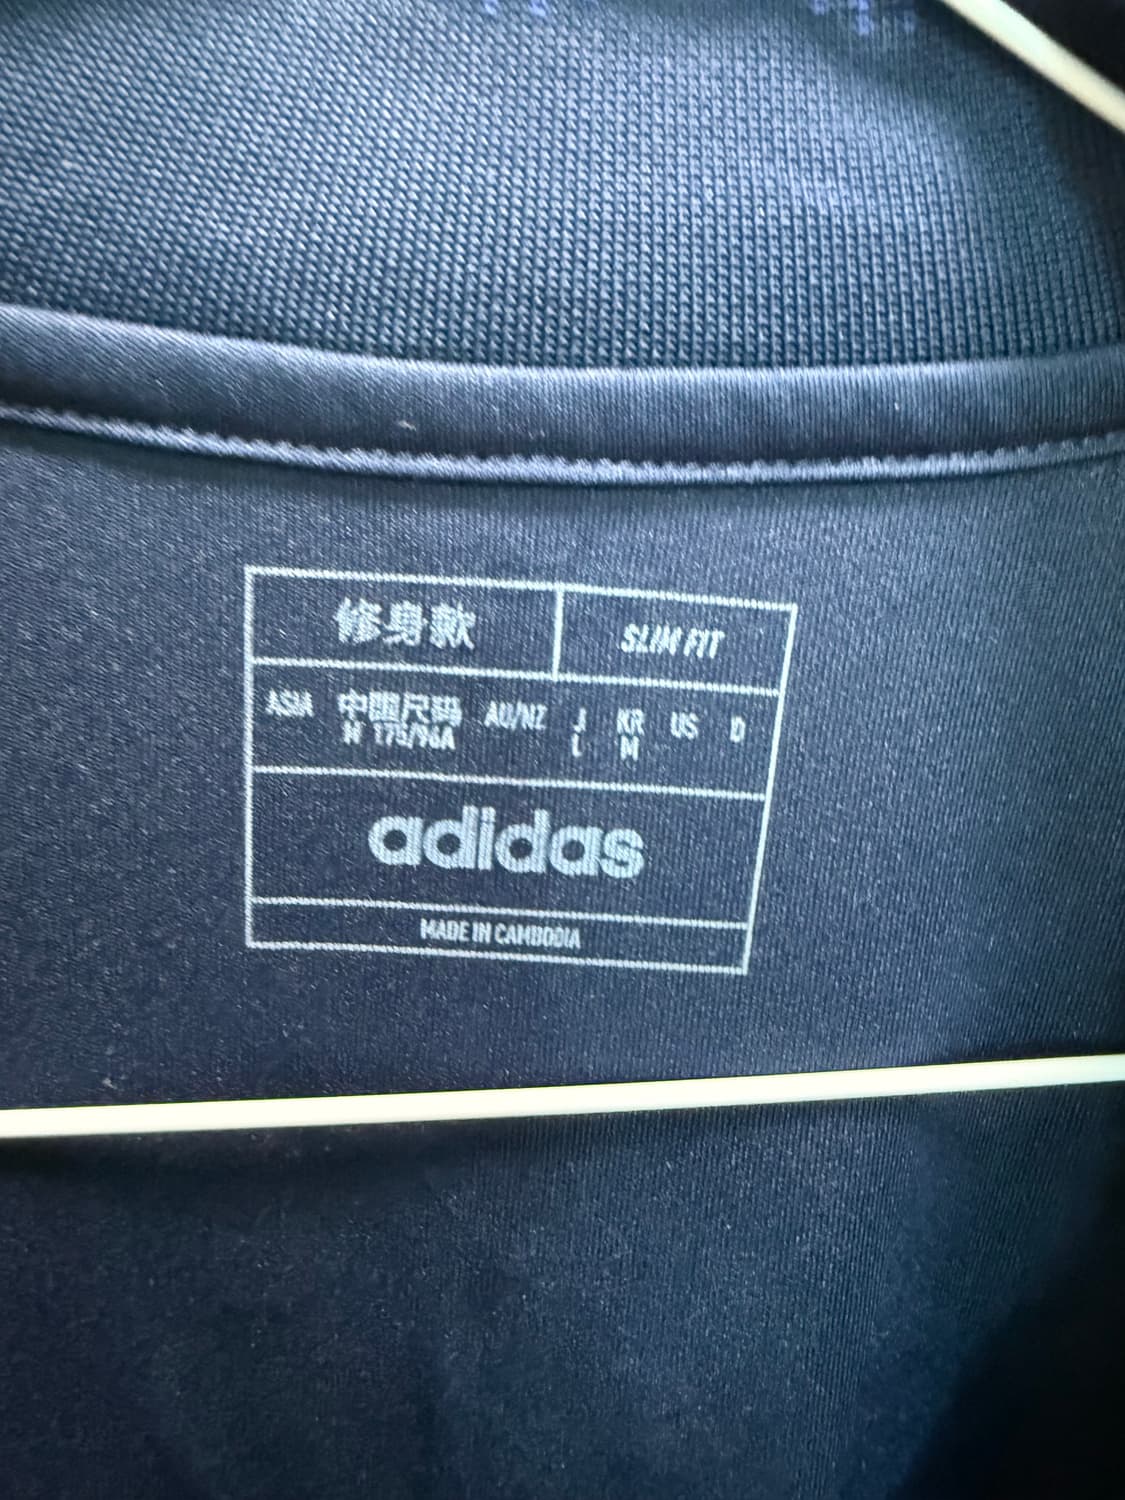 修身款 SLIM FIT
ASIA 中国尺码 AU/NZ J KR US D
M 175/96A L M
adidas
MADE IN CAMBODIA